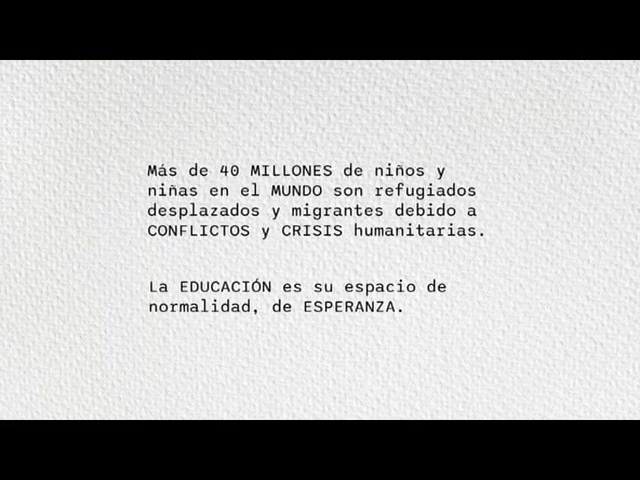 Más de 40 MILLONES de niños y
niñas en el MUNDO son refugiados
desplazados y migrantes debido a
CONFLICTOS y CRISIS humanitarias.
La EDUCACIÓN es su espacio de
normalidad, de ESPERANZA.